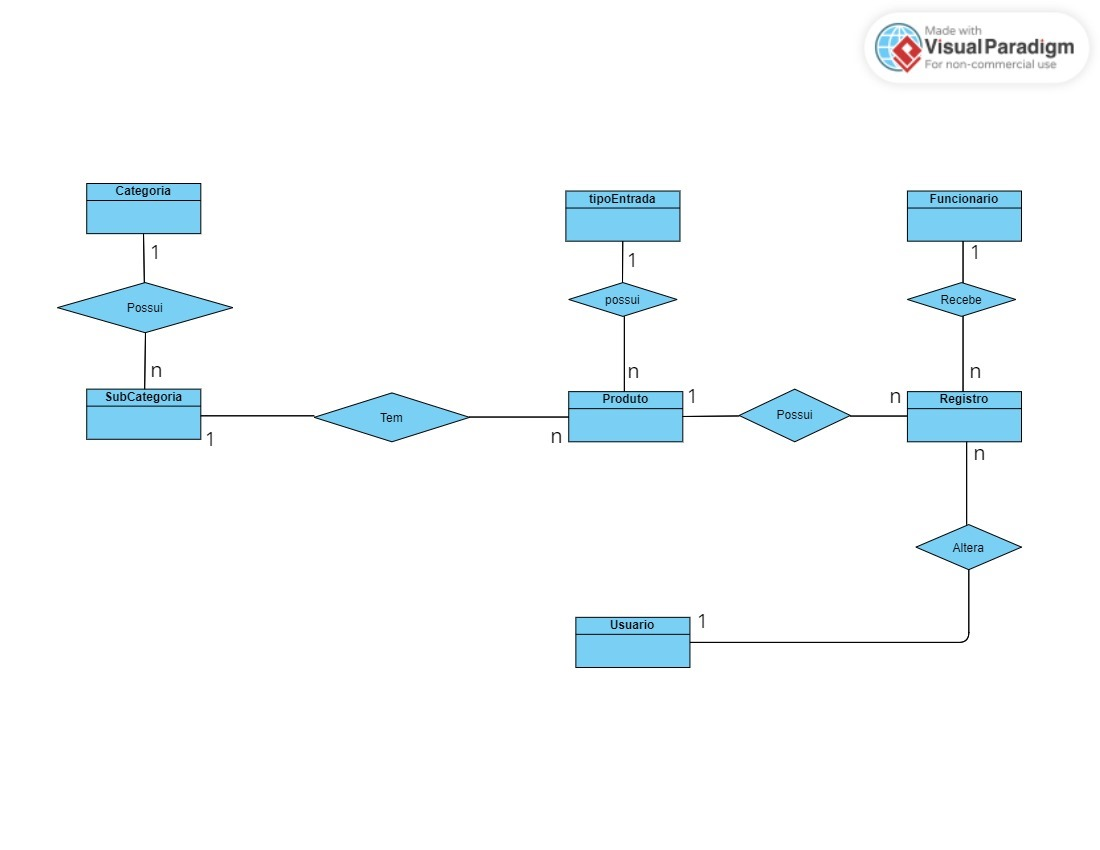 Made with
Visual Paradigm
For non-commercial use
Categoria
1
Possui
n
SubCategoria
1
Tem
n
tipoEntrada
1
possui
n
Produto
1
Possui
n
Funcionario
1
Recebe
n
Registro
n
Altera
Usuario
1